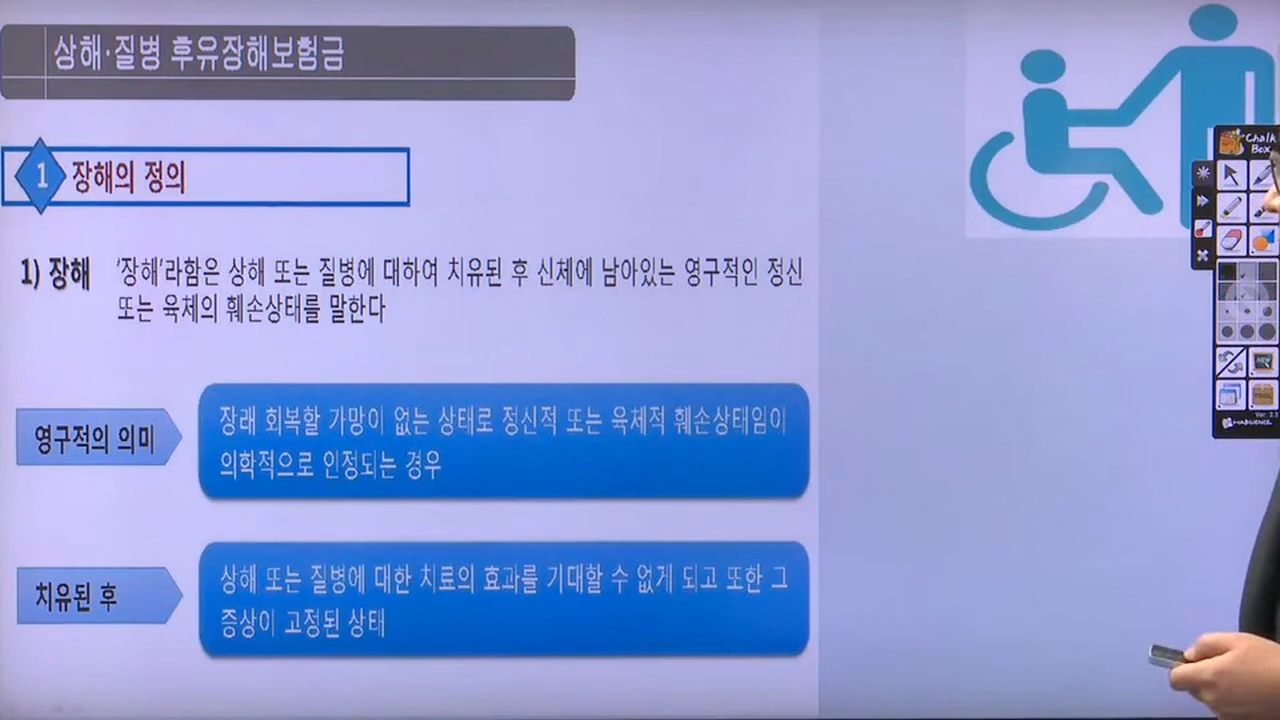 상해·질병 후유장해보험금
1 장해의 정의
1) 장해 '장해'라함은 상해 또는 질병에 대하여 치유된 후 신체에 남아있는 영구적인 정신
또는 육체의 훼손상태를 말한다
영구적의 의미
장래 회복할 가망이 없는 상태로 정신적 또는 육체적 훼손상태임이
의학적으로 인정되는 경우
치유된 후
상해 또는 질병에 대한 치료의 효과를 기대할 수 없게 되고 또한 그
증상이 고정된 상태
Chalk
Box